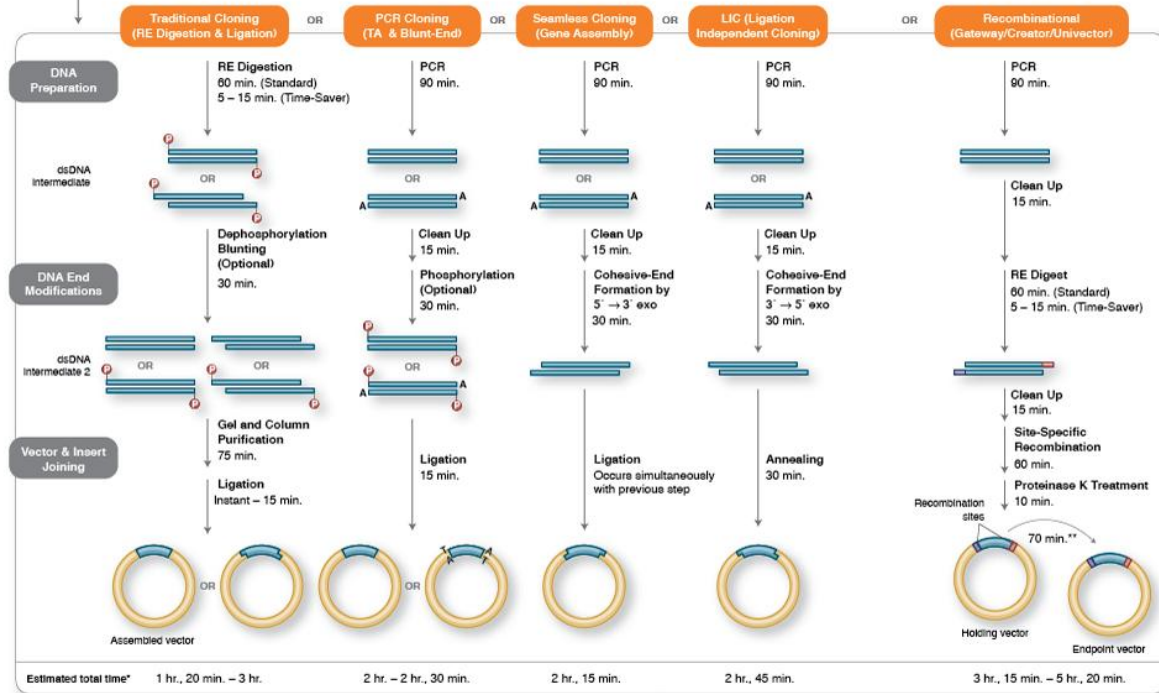 Traditional Cloning
(RE Digestion & Ligation)
OR
PCR Cloning
(TA & Blunt-End)
OR
Seamless Cloning
(Gene Assembly)
OR
LIC (Ligation
Independent Cloning)
OR
Recombinational
(Gateway/Creator/Univector)
DNA
Preparation
RE Digestion
60 min. (Standard)
5 – 15 min. (Time-Saver)
PCR
90 min.
PCR
90 min.
PCR
90 min.
PCR
90 min.
dsDNA
Intermediate
P
P
OR
P
P
OR
A
A
OR
A
A
OR
A
A
Clean Up
15 min.
Dephosphorylation
Blunting
(Optional)
30 min.
Clean Up
15 min.
Clean Up
15 min.
Clean Up
15 min.
DNA End
Modifications
Phosphorylation
(Optional)
30 min.
Cohesive-End
Formation by
5´ → 3´ exo
30 min.
Cohesive-End
Formation by
3´ → 5´ exo
30 min.
RE Digest
60 min. (Standard)
5 – 15 min. (Time-Saver)
dsDNA
Intermediate 2
OR
P
P
OR
P
P
P
P
OR
P
A
A
P
Clean Up
15 min.
Gel and Column
Purification
75 min.
Vector & Insert
Joining
Ligation
Instant – 15 min.
Ligation
15 min.
Ligation
Occurs simultaneously
with previous step
Annealing
30 min.
Site-Specific
Recombination
60 min.
Proteinase K Treatment
10 min.
Recombination
sites
70 min.**
OR
OR
T
A
A
T
Assembled vector
Holding vector
Endpoint vector
Estimated total time*
1 hr., 20 min. – 3 hr.
2 hr. – 2 hr., 30 min.
2 hr., 15 min.
2 hr., 45 min.
3 hr., 15 min. – 5 hr., 20 min.